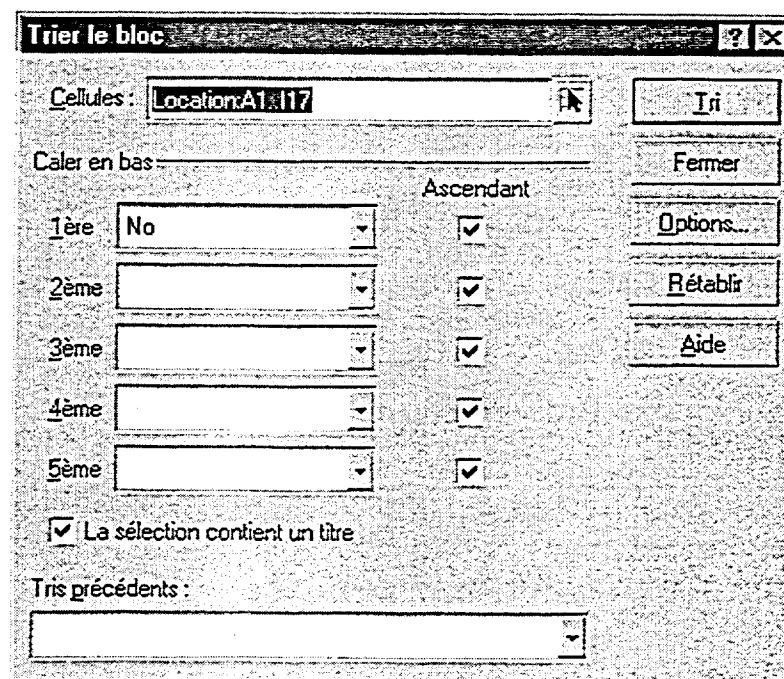 Trier le bloc
Cellules : Location:A1..I17
Tri
Caler en bas
Fermer
Ascendant
1ère No
Options...
2ème
Rétablir
3ème
Aide
4ème
5ème
La sélection contient un titre
Tris précédents :